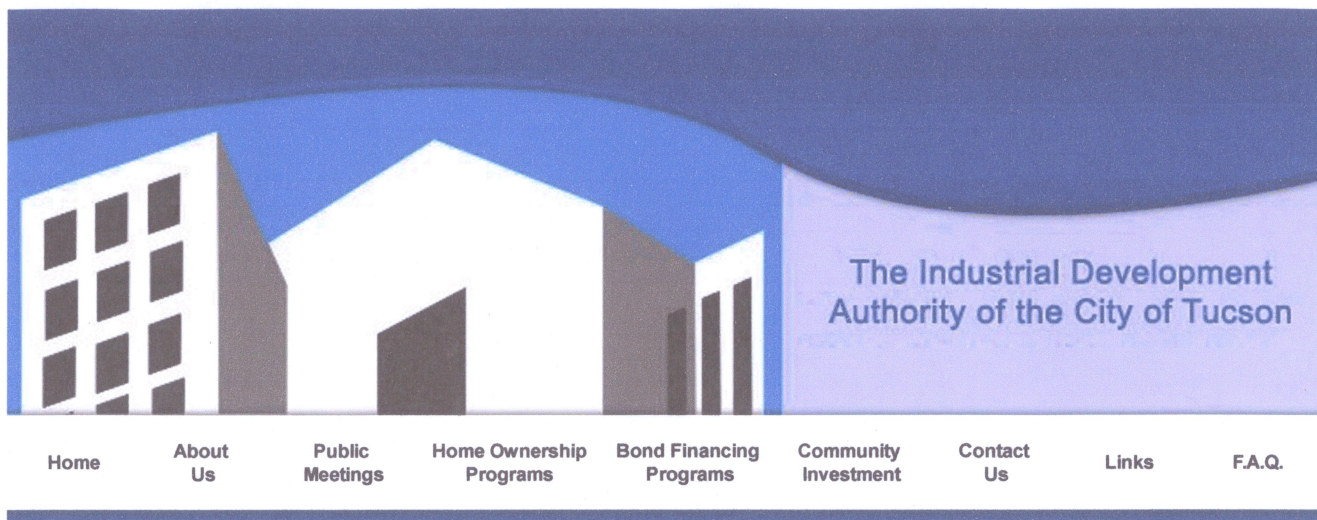 The Industrial Development
Authority of the City of Tucson
Home
About
Us
Public
Meetings
Home Ownership
Programs
Bond Financing
Programs
Community
Investment
Contact
Us
Links
F.A.Q.